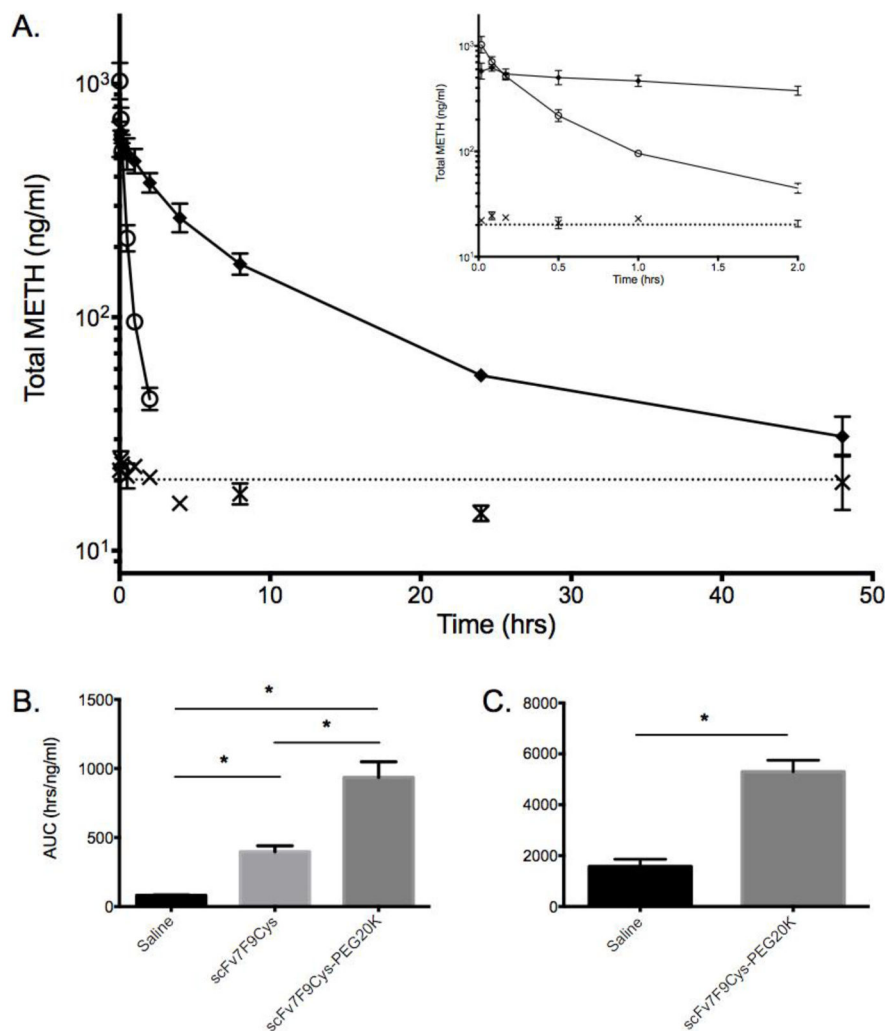 A.
10³
10²
10¹
Total METH (ng/ml)
0
10
20
30
40
50
Time (hrs)
10³
10²
10¹
Total METH (ng/ml)
0.0
0.5
1.0
1.5
2.0
Time (hrs)
B.
1500
1000
500
0
AUC (hrs/ng/ml)
*
*
*
Saline
scFv7F9Cys
scFv7F9Cys-PEG20K
C.
8000
6000
4000
2000
0
*
Saline
scFv7F9Cys-PEG20K